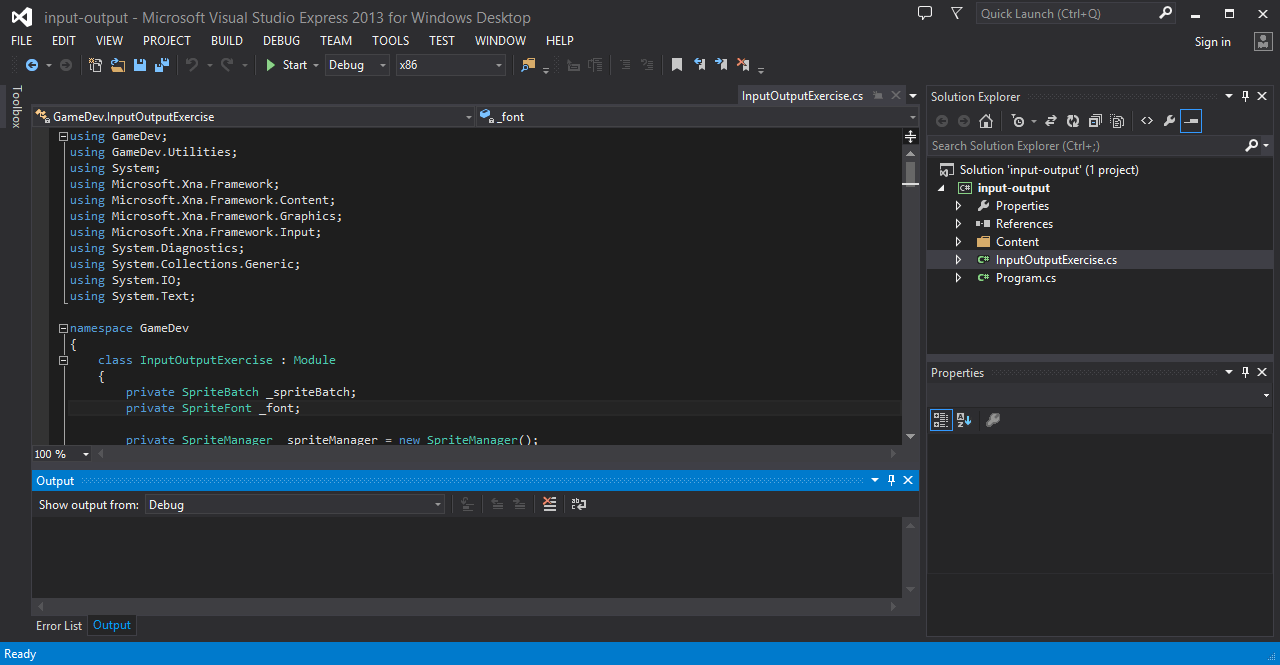 input-output - Microsoft Visual Studio Express 2013 for Windows Desktop
Quick Launch (Ctrl+Q)
FILE EDIT VIEW PROJECT BUILD DEBUG TEAM TOOLS TEST WINDOW HELP
Sign in
Start Debug x86
Toolbox
InputOutputExercise.cs
GameDev.InputOutputExercise
_font
using GameDev;
using GameDev.Utilities;
using System;
using Microsoft.Xna.Framework;
using Microsoft.Xna.Framework.Content;
using Microsoft.Xna.Framework.Graphics;
using Microsoft.Xna.Framework.Input;
using System.Diagnostics;
using System.Collections.Generic;
using System.IO;
using System.Text;
namespace GameDev
{
class InputOutputExercise : Module
{
private SpriteBatch _spriteBatch;
private SpriteFont _font;
private SpriteManager _spriteManager = new SpriteManager();
100 %
Output
Show output from: Debug
Error List Output
Solution Explorer
Search Solution Explorer (Ctrl+;)
Solution 'input-output' (1 project)
C# input-output
Properties
References
Content
C# InputOutputExercise.cs
C# Program.cs
Properties
Ready